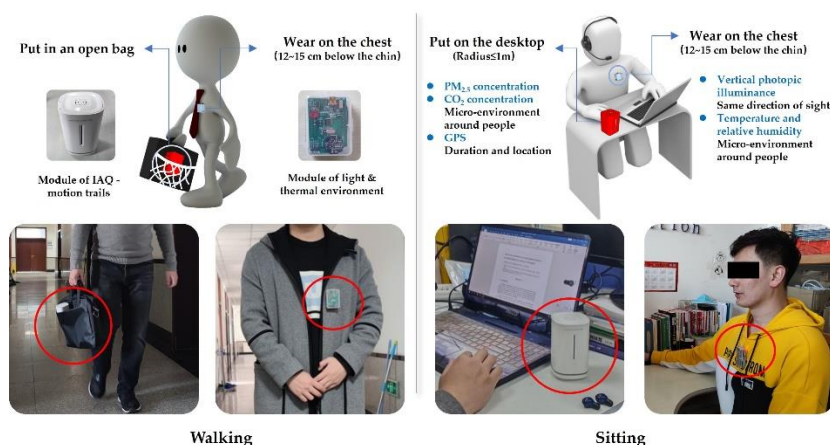 Put in an open bag
Wear on the chest
(12~15 cm below the chin)
Module of IAQ -
motion trails
Module of light &
thermal environment
Walking
Put on the desktop
(Radius≤1m)
PM2.5 concentration
CO2 concentration
Micro-environment
around people
GPS
Duration and location
Wear on the chest
(12~15 cm below the chin)
Vertical photopic
illuminance
Same direction of sight
Temperature and
relative humidity
Micro-environment
around people
Sitting